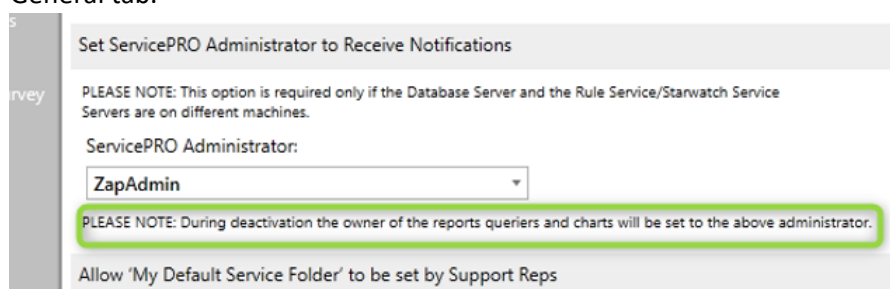 General tab:
s
Set ServicePRO Administrator to Receive Notifications
PLEASE NOTE: This option is required only if the Database Server and the Rule Service/Starwatch Service
rvey
Servers are on different machines.
ServicePRO Administrator:
ZapAdmin
PLEASE NOTE: During deactivation the owner of the reports queriers and charts will be set to the above administrator.
Allow 'My Default Service Folder' to be set by Support Reps